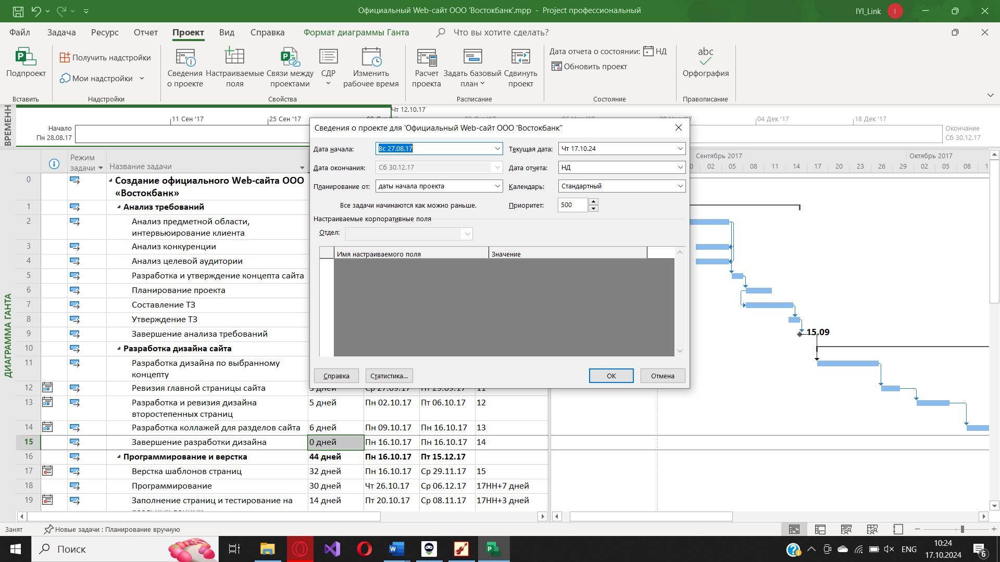 Официальный Web-сайт ООО 'Востокбанк'.mpp - Project профессиональный
IYI_Link
I
Файл Задача Ресурс Отчет Проект Вид Справка Формат диаграммы Ганта Что вы хотите сделать?
Подпроект
Вставить
Получить надстройки
Мои надстройки
Надстройки
Сведения о проекте
Настраиваемые поля
Связи между проектами
СДР
Изменить рабочее время
Свойства
Расчет проекта
Задать базовый план
Сдвинуть проект
Расписание
Дата отчета о состоянии: НД
Обновить проект
Состояние
abc
Орфография
Правописание
ВРЕМЕНН
Чт 12.10.17
11 Сен '17 25 Сен '17 04 Дек '17 18 Дек '17
Начало
Пн 28.08.17
Окончание
Сб 30.12.17
Сведения о проекте для 'Официальный Web-сайт ООО 'Востокбанк''
Дата начала: Вс 27.08.17 Текущая дата: Чт 17.10.24
Дата окончания: Сб 30.12.17 Дата отчета: НД
Планирование от: даты начала проекта Календарь: Стандартный
Все задачи начинаются как можно раньше. Приоритет: 500
Настраиваемые корпоративные поля
Отдел:
Имя настраиваемого поля Значение
Справка Статистика... ОК Отмена
ДИАГРАММА ГАНТА
Режим задачи Название задачи
Сентябрь 2017 Октябрь 2017
02 05 08 11 14 17 20 23 26 29 02 05 08
0 Создание официального Web-сайта ООО «Востокбанк»
1 Анализ требований
2 Анализ предметной области, интервьюирование клиента
3 Анализ конкуренции
4 Анализ целевой аудитории
5 Разработка и утверждение концепта сайта
6 Планирование проекта
7 Составление ТЗ
8 Утверждение ТЗ
9 Завершение анализа требований
15.09
10 Разработка дизайна сайта
11 Разработка дизайна по выбранному концепту
12 Ревизия главной страницы сайта 3 дней Ср 27.09.17 Пт 29.09.17 11
13 Разработка и ревизия дизайна второстепенных страниц 5 дней Пн 02.10.17 Пт 06.10.17 12
14 Разработка коллажей для разделов сайта 6 дней Пн 09.10.17 Пн 16.10.17 13
15 Завершение разработки дизайна 0 дней Пн 16.10.17 Пн 16.10.17 14
16 Программирование и верстка 44 дней Пн 16.10.17 Пт 15.12.17
17 Верстка шаблонов страниц 32 дней Пн 16.10.17 Ср 29.11.17 15
18 Программирование 30 дней Чт 26.10.17 Ср 06.12.17 17НН+7 дней
19 Заполнение страниц и тестирование на 14 дней Пт 20.10.17 Ср 08.11.17 17НН+3 дней
Занят Новые задачи : Планирование вручную
Поиск
ENG
10:24
17.10.2024
6